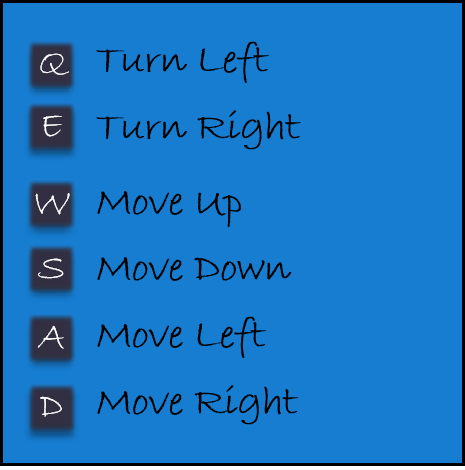 Q Turn Left
E Turn Right
W Move Up
S Move Down
A Move Left
D Move Right